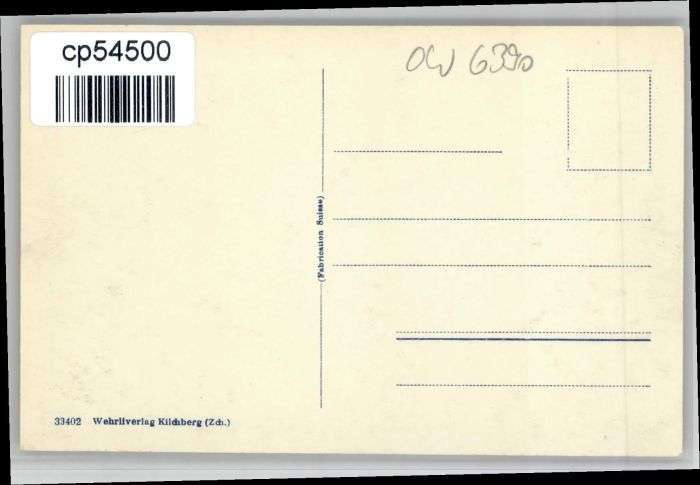 cp54500
OW 6390
(Fabrication Suisse)
33402 Wehrliverlag Kilchberg (Zch.)